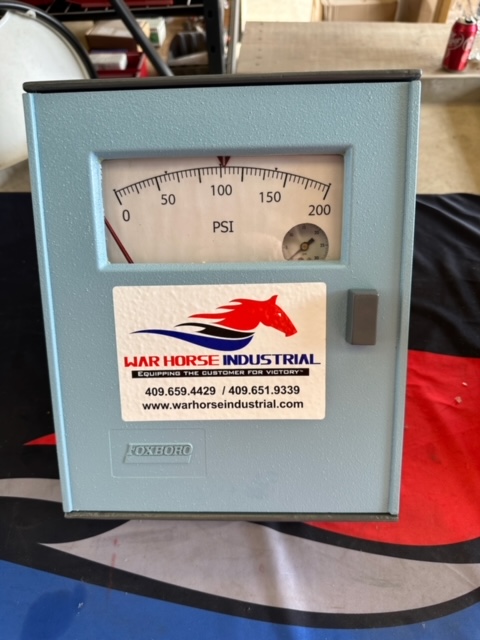 0 50 100 150 200
PSI
WAR HORSE INDUSTRIAL
EQUIPPING THE CUSTOMER FOR VICTORY™
409.659.4429 / 409.651.9339
www.warhorseindustrial.com
FOXBORO